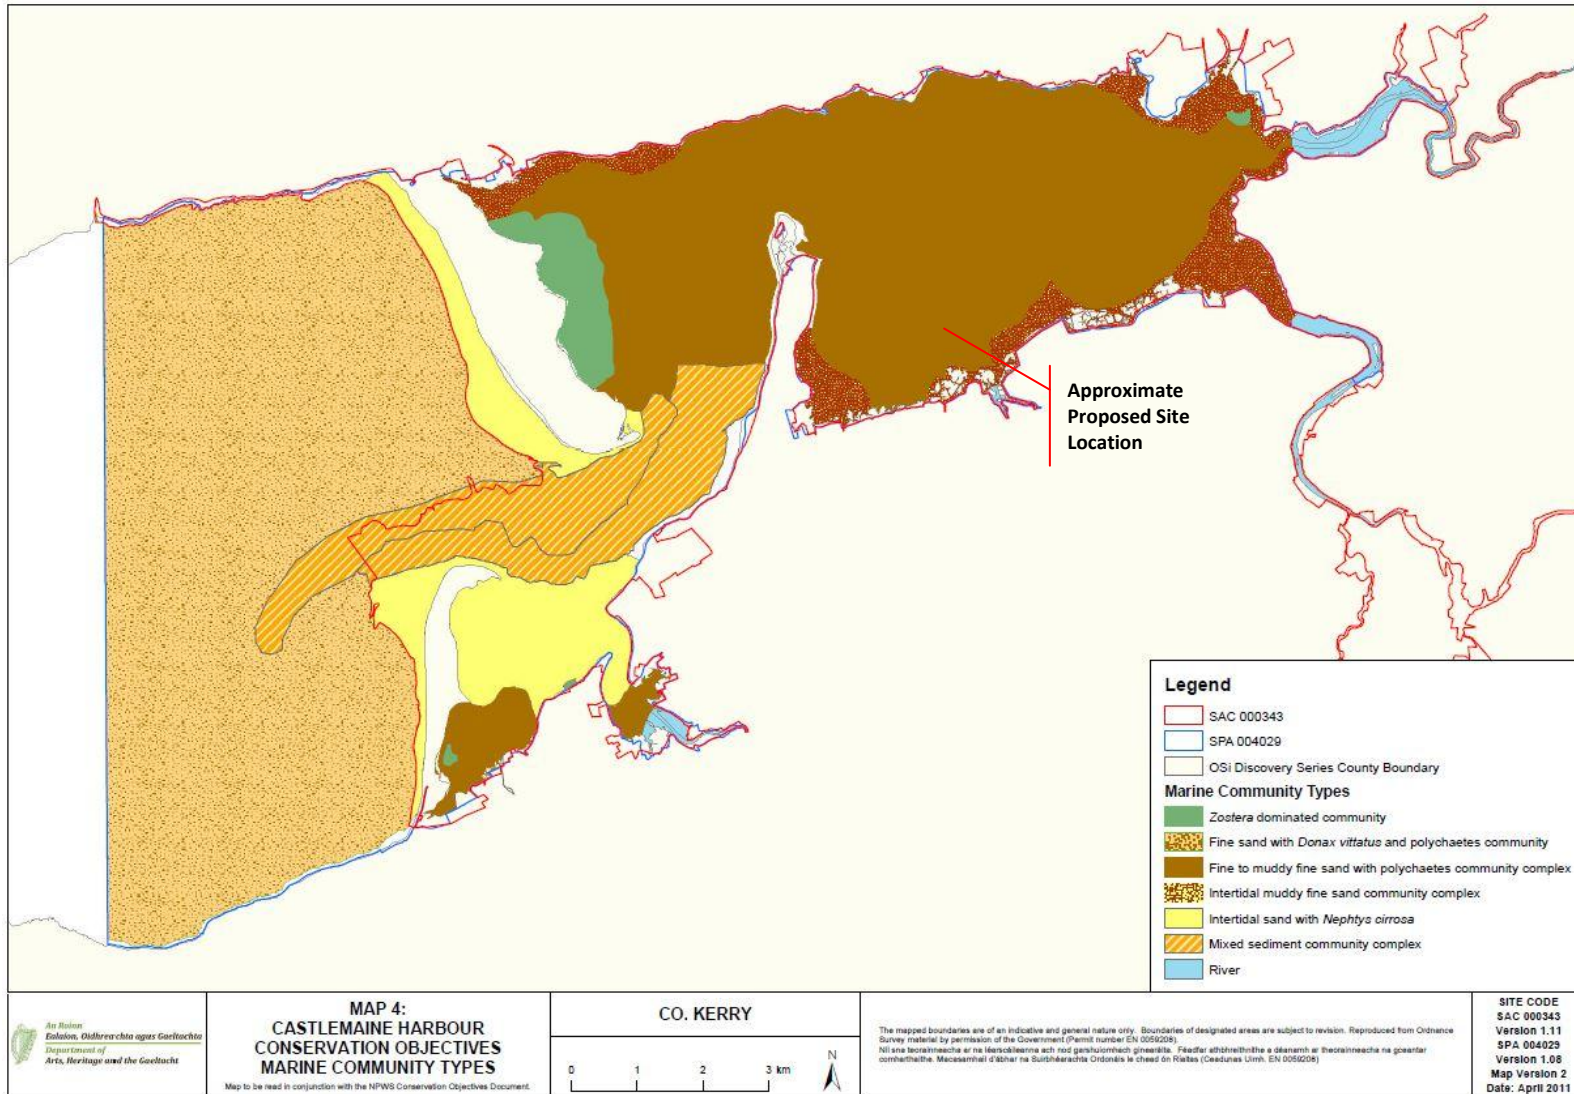 Approximate
Proposed Site
Location
Legend
SAC 000343
SPA 004029
OSi Discovery Series County Boundary
Marine Community Types
Zostera dominated community
Fine sand with Donax vittatus and polychaetes community
Fine to muddy fine sand with polychaetes community complex
Intertidal muddy fine sand community complex
Intertidal sand with Nephtys cirrosa
Mixed sediment community complex
River
An Roinn
Ealaíon, Oidhreachta agus Gaeltachta
Department of
Arts, Heritage and the Gaeltacht
MAP 4:
CASTLEMAINE HARBOUR
CONSERVATION OBJECTIVES
MARINE COMMUNITY TYPES
Map to be read in conjunction with the NPWS Conservation Objectives Document.
CO. KERRY
0 1 2 3 km
N
The mapped boundaries are of an indicative and general nature only. Boundaries of designated areas are subject to revision. Reproduced from Ordnance
Survey material by permission of the Government (Permit number EN 0059208).
Níl sna teorainneacha ar na
SITE CODE
SAC 000343
Version 1.11
SPA 004029
Version 1.08
Map Version 2
Date: April 2011